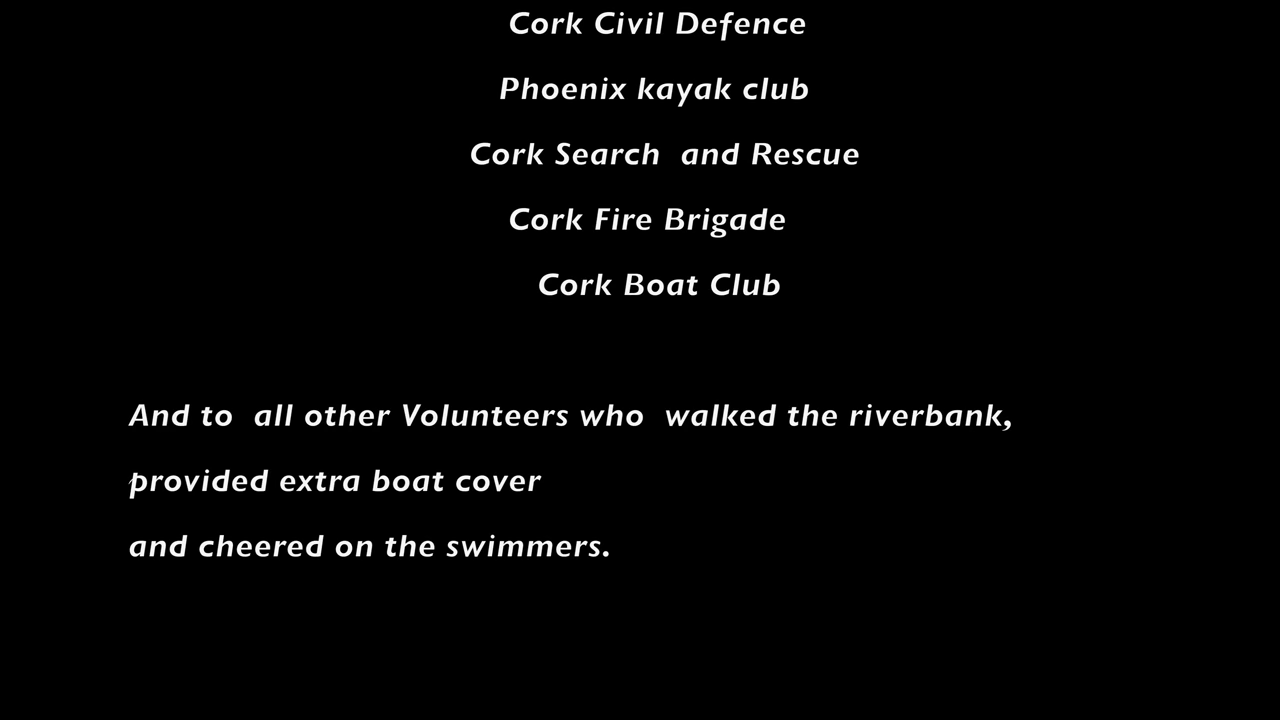 Cork Civil Defence
Phoenix kayak club
Cork Search  and Rescue
Cork Fire Brigade
Cork Boat Club
And to  all other Volunteers who  walked the riverbank,
provided extra boat cover
and cheered on the swimmers.